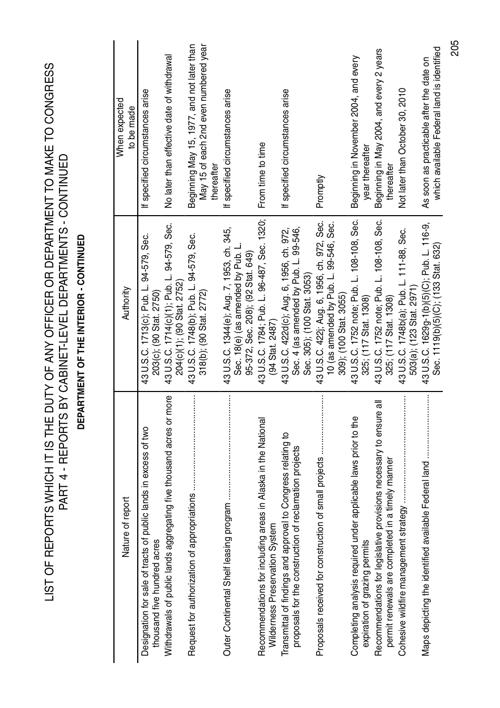 LIST OF REPORTS WHICH IT IS THE DUTY OF ANY OFFICER OR DEPARTMENT TO MAKE TO CONGRESS
PART 4 - REPORTS BY CABINET-LEVEL DEPARTMENTS - CONTINUED
DEPARTMENT OF THE INTERIOR - CONTINUED
Nature of report
Authority
When expected
to be made
Designation for sale of tracts of public lands in excess of two
thousand five hundred acres
43 U.S.C. 1713(c); Pub. L. 94-579, Sec.
203(c); (90 Stat. 2750)
If specified circumstances arise
Withdrawals of public lands aggregating five thousand acres or more
43 U.S.C. 1714(c)(1); Pub. L. 94-579, Sec.
204(c)(1); (90 Stat. 2752)
No later than effective date of withdrawal
Request for authorization of appropriations
43 U.S.C. 1748(b); Pub. L. 94-579, Sec.
318(b); (90 Stat. 2772)
Beginning May 15, 1977, and not later than
May 15 of each 2nd even numbered year
thereafter
Outer Continental Shelf leasing program
43 U.S.C. 1344(e); Aug. 7, 1953, ch. 345,
Sec. 18(e) (as amended by Pub. L.
95-372, Sec. 208); (92 Stat. 649)
If specified circumstances arise
Recommendations for including areas in Alaska in the National
Wilderness Preservation System
43 U.S.C. 1784; Pub. L. 96-487, Sec. 1320;
(94 Stat. 2487)
From time to time
Transmittal of findings and approval to Congress relating to
proposals for the construction of reclamation projects
43 U.S.C. 422d(c); Aug. 6, 1956, ch. 972,
Sec. 4 (as amended by Pub. L. 99-546,
Sec. 305); (100 Stat. 3053)
If specified circumstances arise
Proposals received for construction of small projects
43 U.S.C. 422j; Aug. 6, 1956, ch. 972, Sec.
10 (as amended by Pub. L. 99-546, Sec.
309); (100 Stat. 3055)
Promptly
Completing analysis required under applicable laws prior to the
expiration of grazing permits
43 U.S.C. 1752 note; Pub. L. 108-108, Sec.
325; (117 Stat. 1308)
Beginning in November 2004, and every
year thereafter
Recommendations for legislative provisions necessary to ensure all
permit renewals are completed in a timely manner
43 U.S.C. 1752 note; Pub. L. 108-108, Sec.
325; (117 Stat. 1308)
Beginning in May 2004, and every 2 years
thereafter
Cohesive wildfire management strategy
43 U.S.C. 1748b(a); Pub. L. 111-88, Sec.
503(a); (123 Stat. 2971)
Not later than October 30, 2010
Maps depicting the identified available Federal land
43 U.S.C. 1629g-1(b)(5)(C); Pub. L. 116-9,
Sec. 1119(b)(5)(C); (133 Stat. 632)
As soon as practicable after the date on
which available Federal land is identified
205